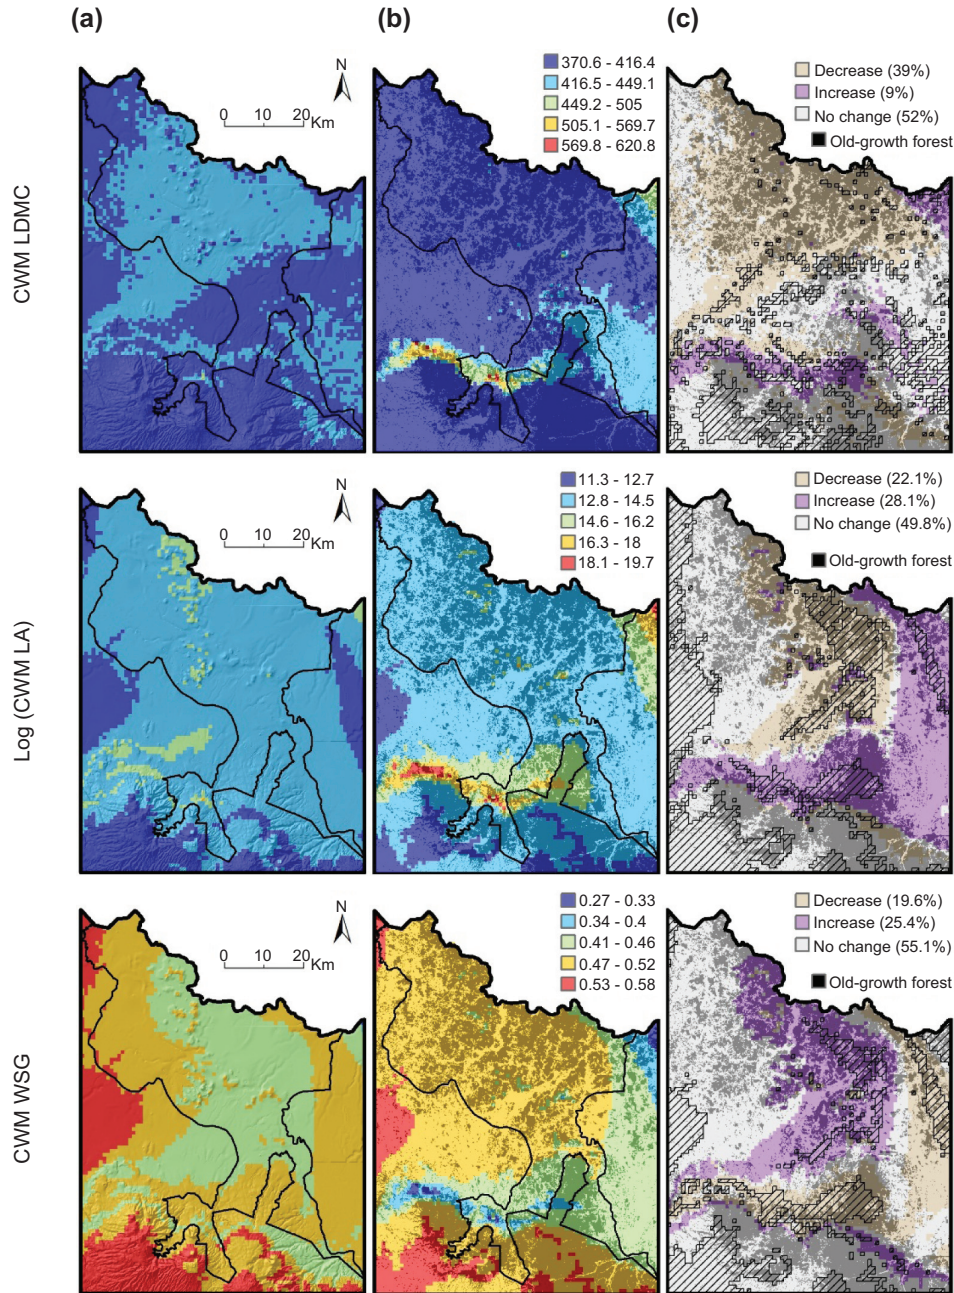 (a)
(b)
(c)
CWM LDMC
N
0 10 20
Km
370.6 - 416.4
416.5 - 449.1
449.2 - 505
505.1 - 569.7
569.8 - 620.8
Decrease (39%)
Increase (9%)
No change (52%)
Old-growth forest
Log (CWM LA)
N
0 10 20
Km
11.3 - 12.7
12.8 - 14.5
14.6 - 16.2
16.3 - 18
18.1 - 19.7
Decrease (22.1%)
Increase (28.1%)
No change (49.8%)
Old-growth forest
CWM WSG
N
0 10 20
Km
0.27 - 0.33
0.34 - 0.4
0.41 - 0.46
0.47 - 0.52
0.53 - 0.58
Decrease (19.6%)
Increase (25.4%)
No change (55.1%)
Old-growth forest